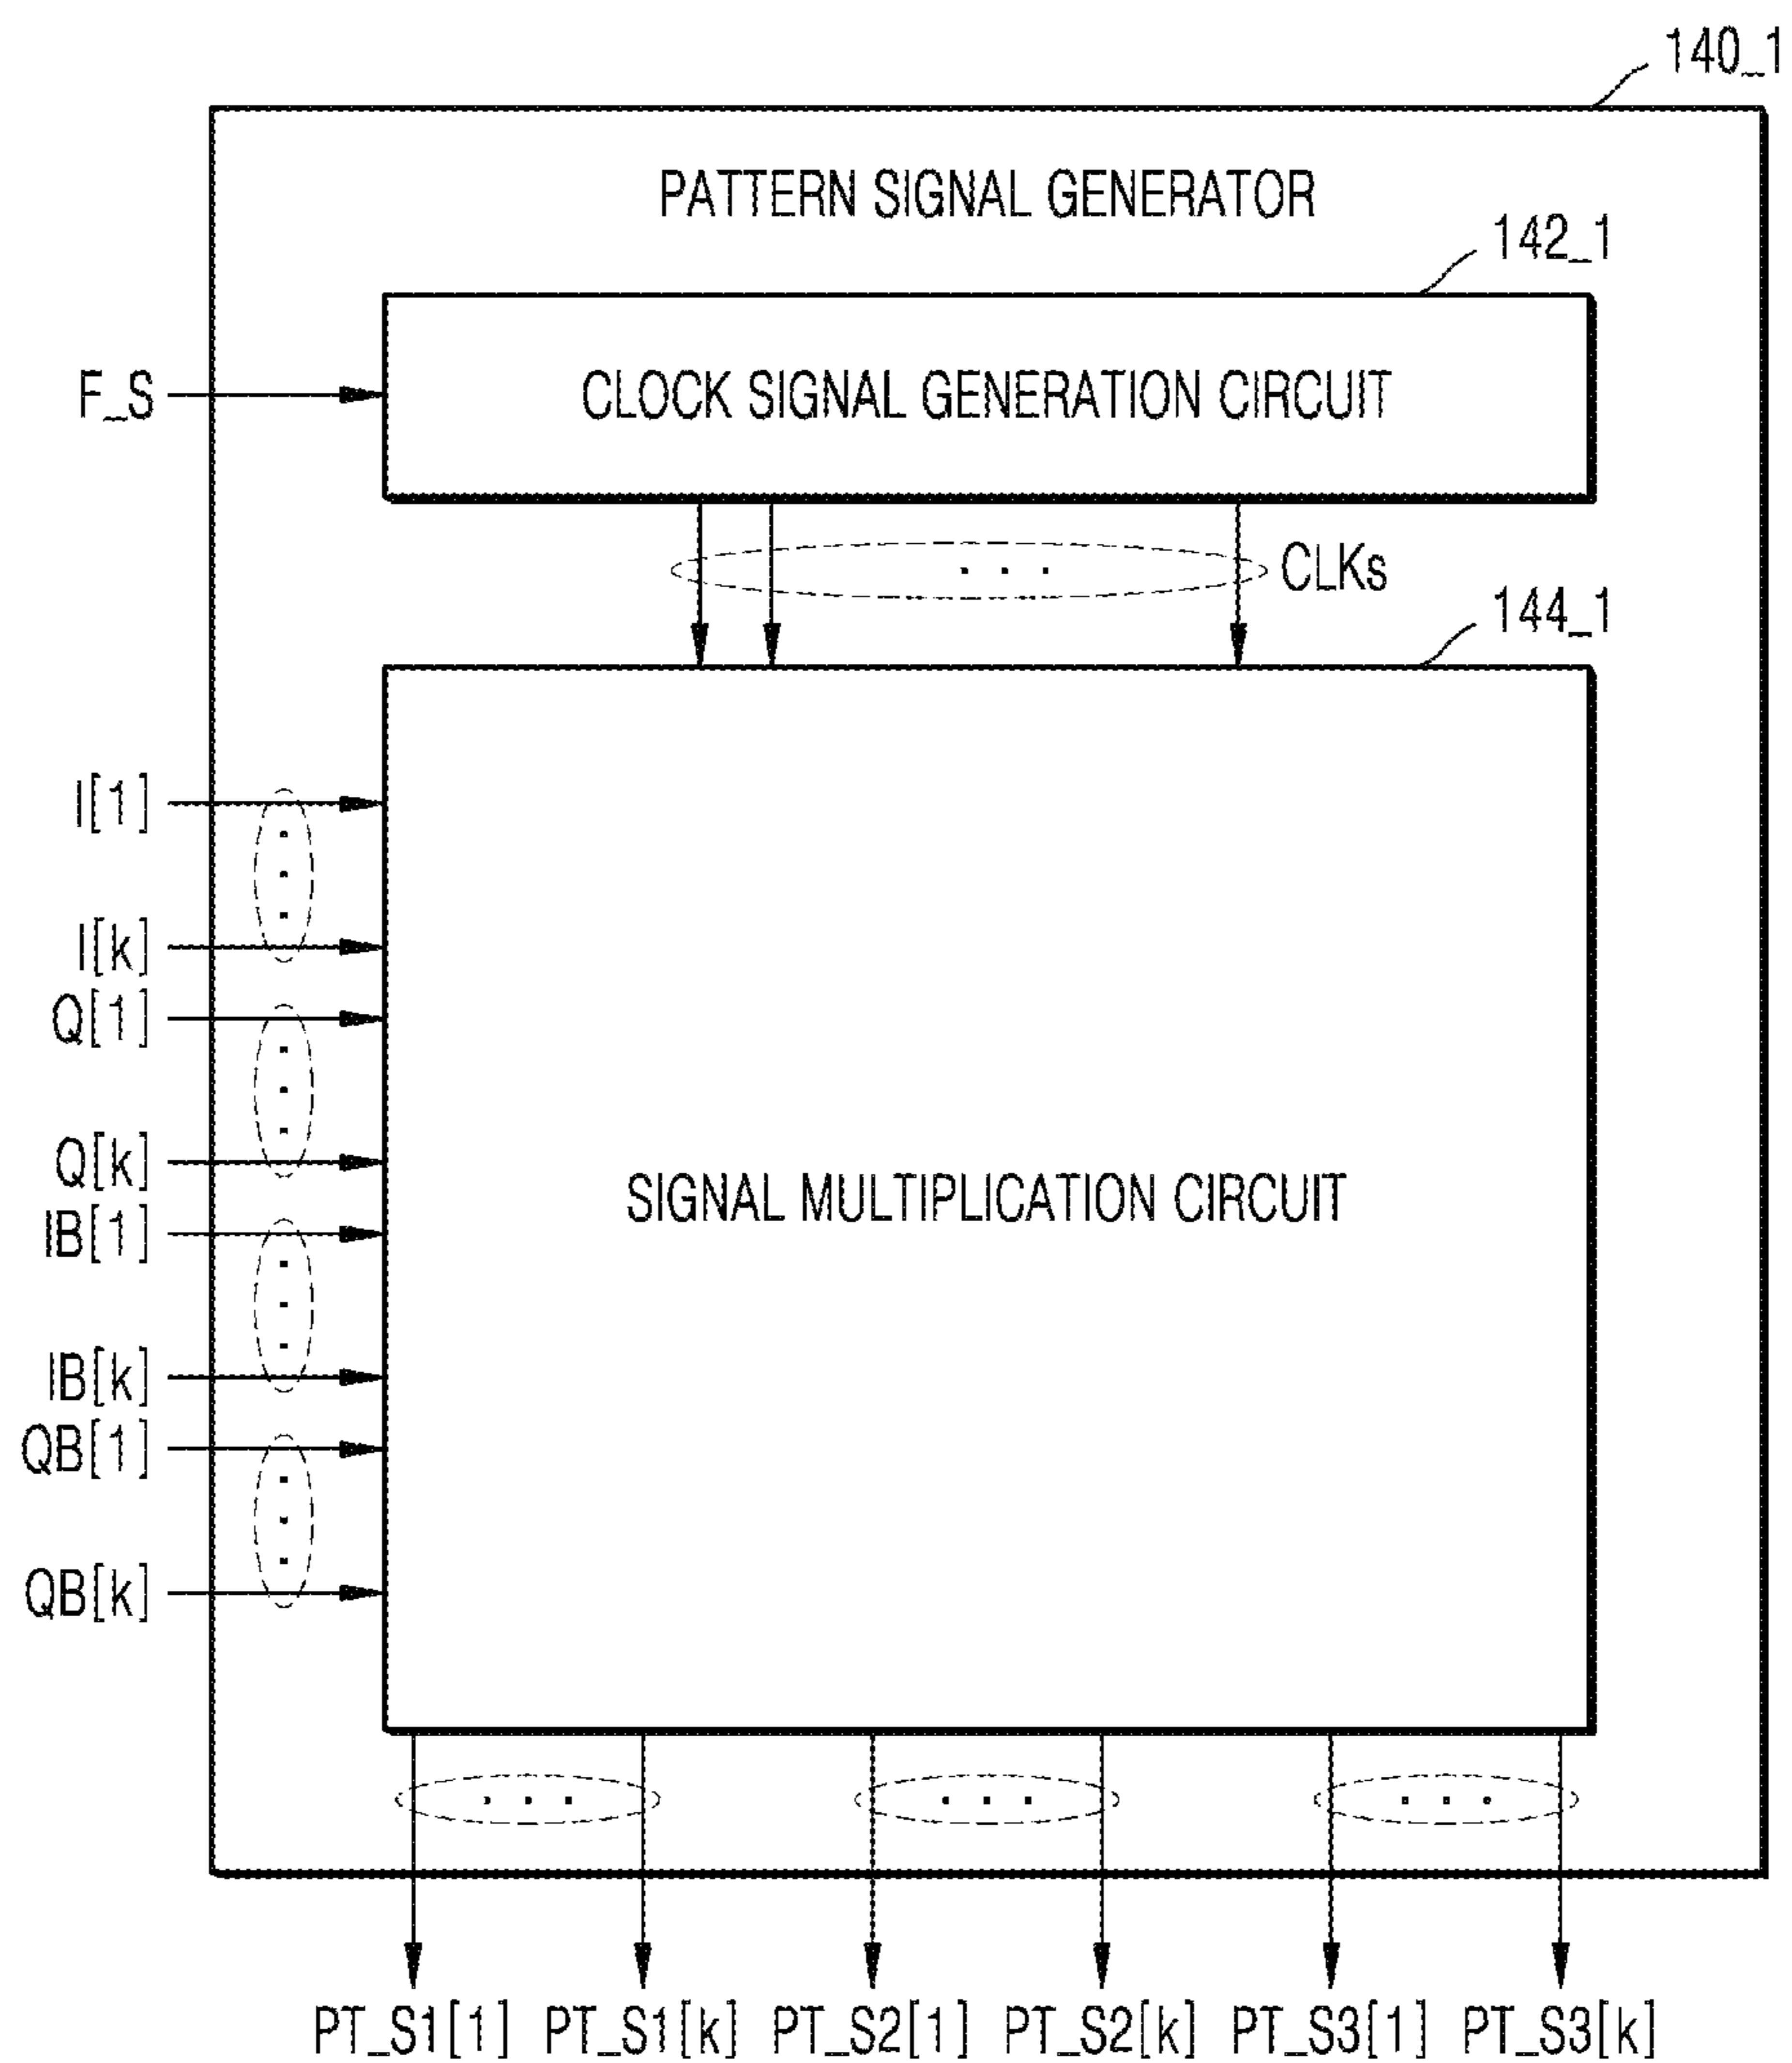 140_1
PATTERN SIGNAL GENERATOR
142_1
F_S
CLOCK SIGNAL GENERATION CIRCUIT
CLKs
144_1
I[1]
I[k]
Q[1]
Q[k]
SIGNAL MULTIPLICATION CIRCUIT
IB[1]
IB[k]
QB[1]
QB[k]
PT_S1[1] PT_S1[k] PT_S2[1] PT_S2[k] PT_S3[1] PT_S3[k]